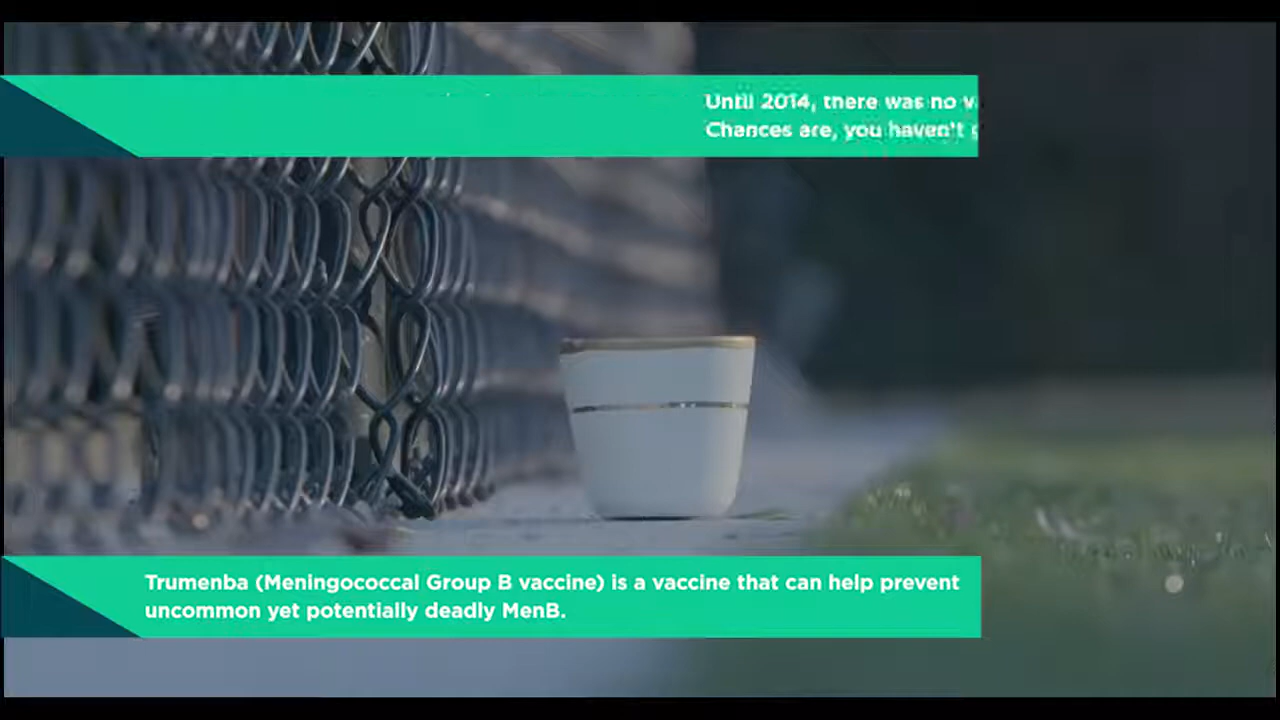 Until 2014, there was no
Chances are, you haven't
Trumenba (Meningococcal Group B vaccine) is a vaccine that can help prevent
uncommon yet potentially deadly MenB.